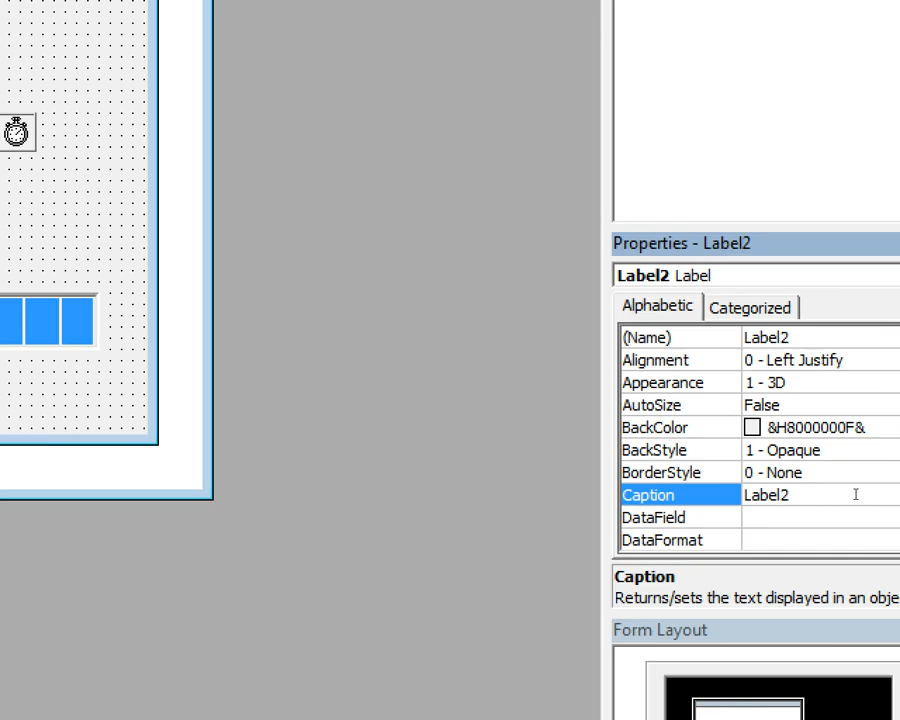 Properties - Label2
Label2 Label
Alphabetic Categorized
(Name) Label2
Alignment 0 - Left Justify
Appearance 1 - 3D
AutoSize False
BackColor &H8000000F&
BackStyle 1 - Opaque
BorderStyle 0 - None
Caption Label2
DataField
DataFormat
Caption
Returns/sets the text displayed in an obje
Form Layout